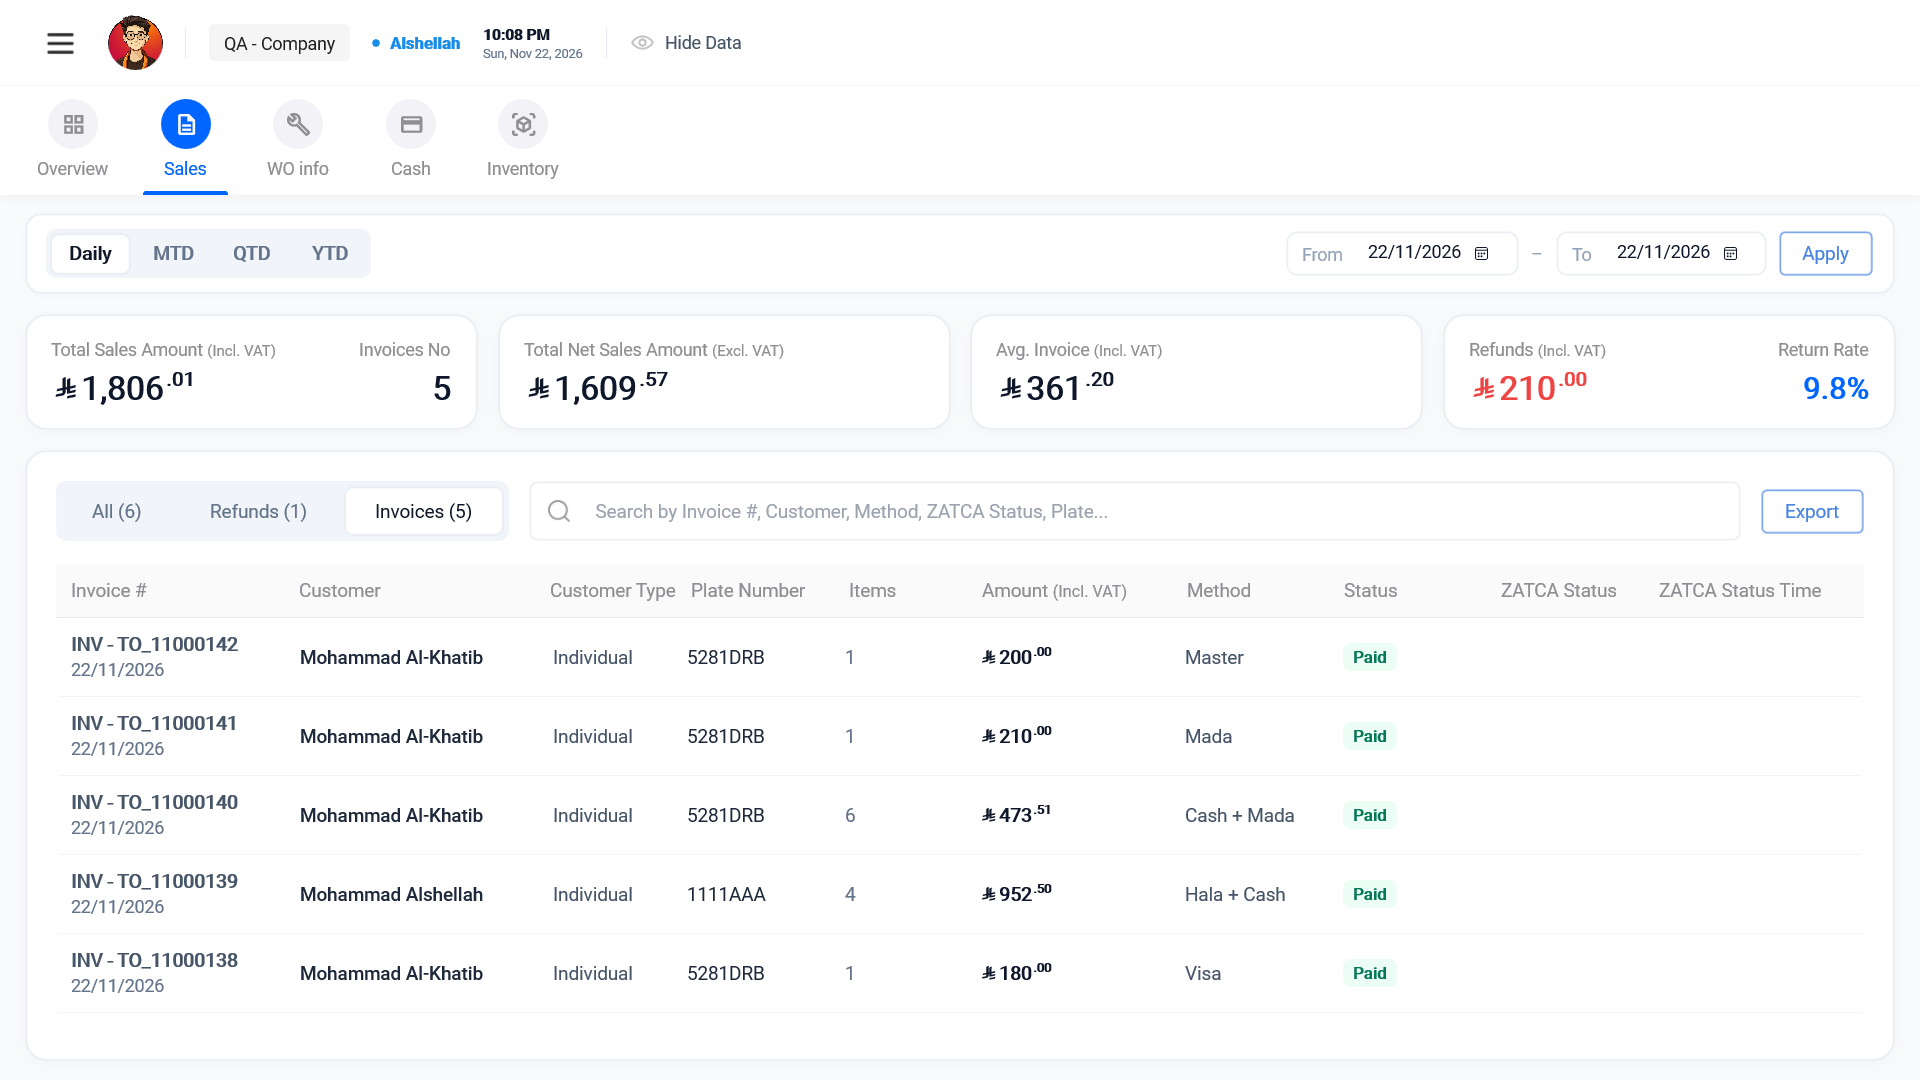 QA - Company
Alshellah
10:08 PM
Sun, Nov 22, 2026
Hide Data
Overview
Sales
WO info
Cash
Inventory
Daily MTD QTD YTD
From 22/11/2026 – To 22/11/2026 Apply
Total Sales Amount (Incl. VAT) Invoices No
1,806.01 5
Total Net Sales Amount (Excl. VAT)
1,609.57
Avg. Invoice (Incl. VAT)
361.20
Refunds (Incl. VAT) Return Rate
210.00 9.8%
All (6) Refunds (1) Invoices (5) Search by Invoice #, Customer, Method, ZATCA Status, Plate... Export
Invoice # Customer Customer Type Plate Number Items Amount (Incl. VAT) Method Status ZATCA Status ZATCA Status Time
INV - TO_11000142
22/11/2026
Mohammad Al-Khatib Individual 5281DRB 1 200.00 Master Paid
INV - TO_11000141
22/11/2026
Mohammad Al-Khatib Individual 5281DRB 1 210.00 Mada Paid
INV - TO_11000140
22/11/2026
Mohammad Al-Khatib Individual 5281DRB 6 473.51 Cash + Mada Paid
INV - TO_11000139
22/11/2026
Mohammad Alshellah Individual 1111AAA 4 952.50 Hala + Cash Paid
INV - TO_11000138
22/11/2026
Mohammad Al-Khatib Individual 5281DRB 1 180.00 Visa Paid